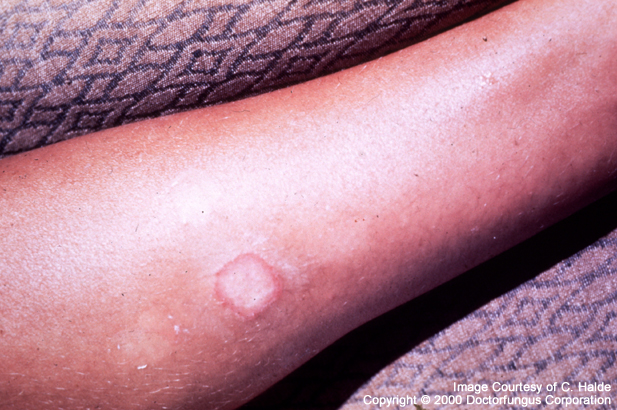 Image Courtesy of C. Halde
Copyright © 2000 Doctorfungus Corporation